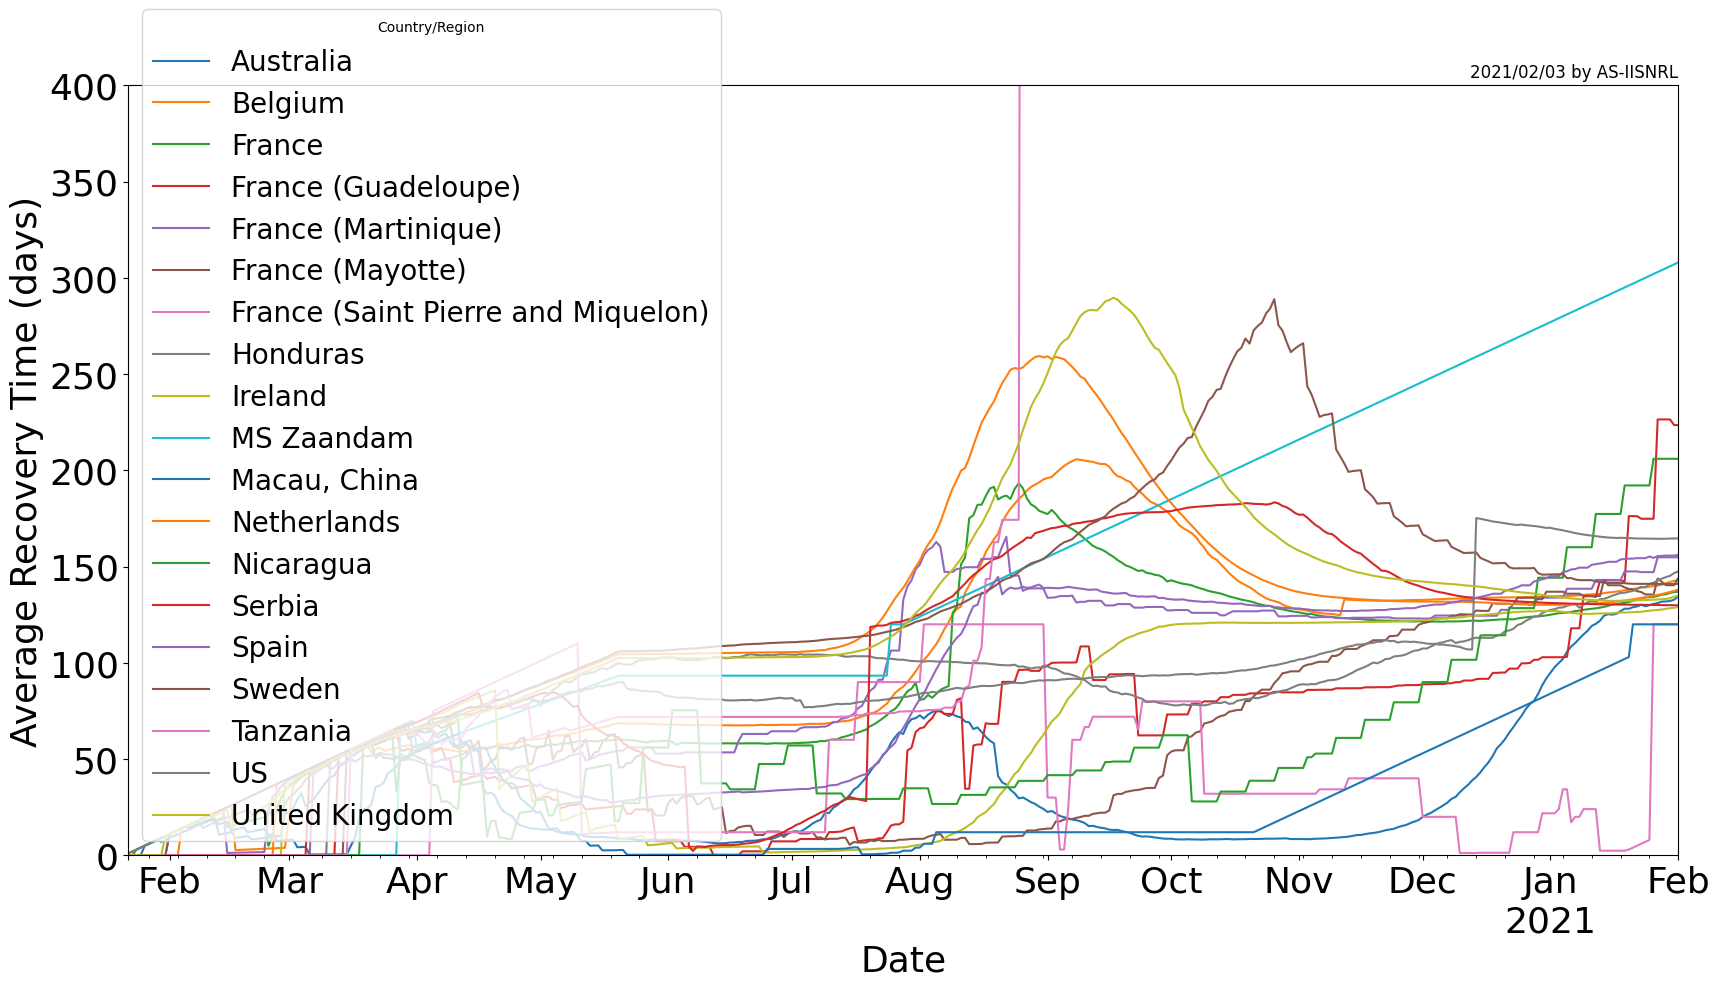 Country/Region
Australia
Belgium
France
France (Guadeloupe)
France (Martinique)
France (Mayotte)
France (Saint Pierre and Miquelon)
Honduras
Ireland
MS Zaandam
Macau, China
Netherlands
Nicaragua
Serbia
Spain
Sweden
Tanzania
US
United Kingdom
2021/02/03 by AS-IISNRL
400
350
300
250
200
150
100
50
0
Average Recovery Time (days)
Feb Mar Apr May Jun Jul Aug Sep Oct Nov Dec Jan Feb
2021
Date